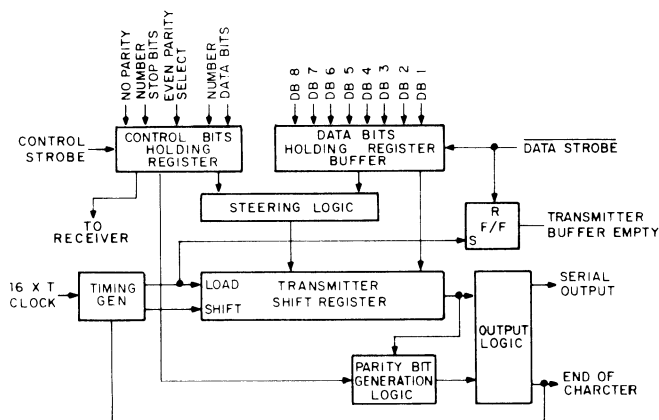 NO PARITY
NUMBER
STOP BITS
EVEN PARITY
SELECT
NUMBER
DATA BITS
DB 8
DB 7
DB 6
DB 5
DB 4
DB 3
DB 2
DB 1
CONTROL
STROBE
CONTROL BITS
HOLDING
REGISTER
DATA BITS
HOLDING REGISTER
BUFFER
DATA STROBE
TO
RECEIVER
STEERING LOGIC
R
F/F
S
TRANSMITTER
BUFFER EMPTY
16 X T
CLOCK
TIMING
GEN
LOAD
SHIFT
TRANSMITTER
SHIFT REGISTER
SERIAL
OUTPUT
OUTPUT
LOGIC
PARITY BIT
GENERATION
LOGIC
END OF
CHARCTER